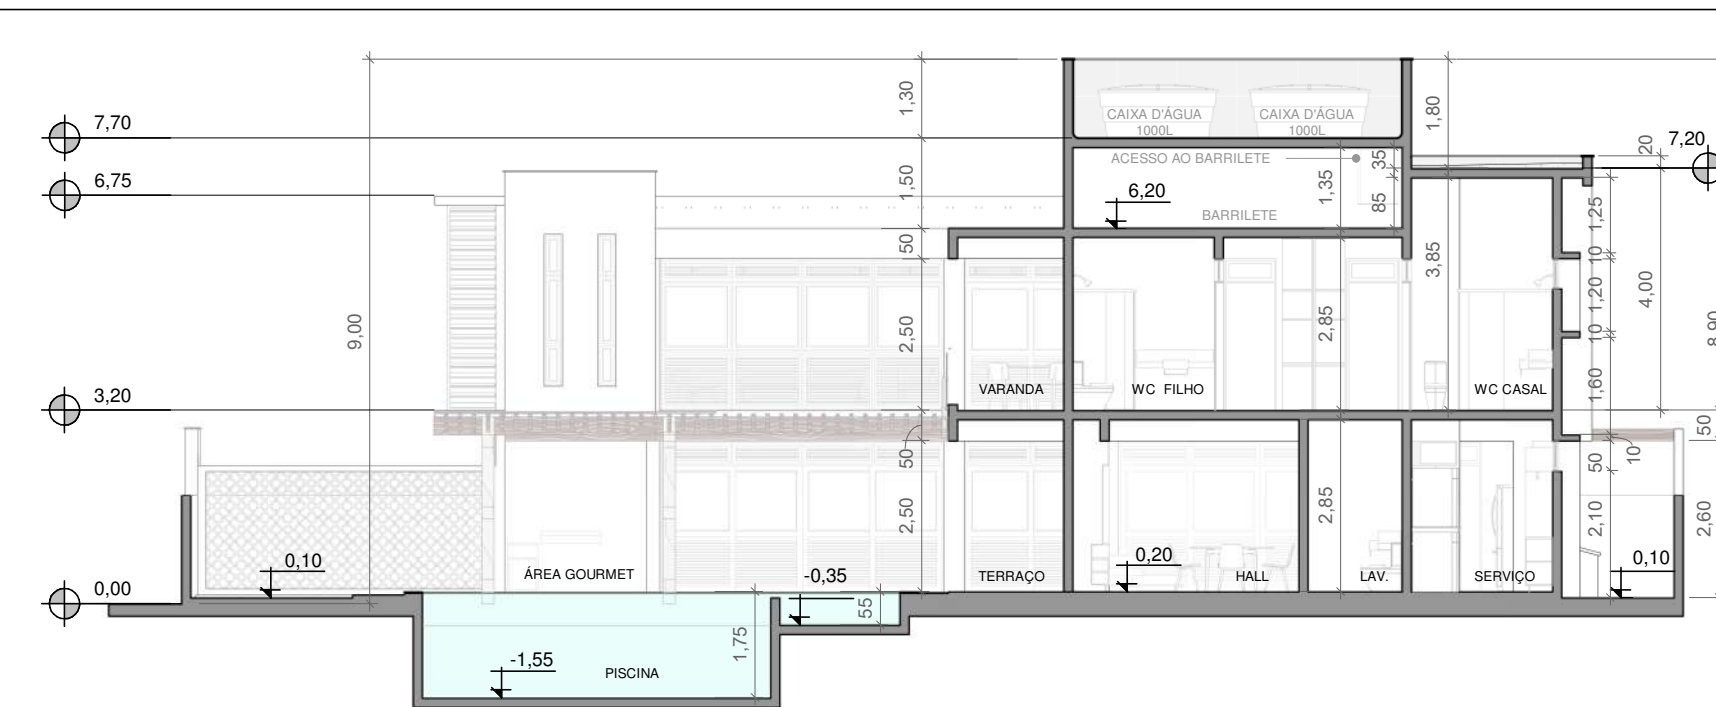 1,30
1,80
CAIXA D'ÁGUA
1000L
CAIXA D'ÁGUA
1000L
7,70
20
7,20
ACESSO AO BARRILETE
35
6,75
1,50
1,35
6,20
85
BARRILETE
1,25
50
10
3,85
1,20
4,00
9,00
2,50
2,85
10
8,90
VARANDA
WC FILHO
WC CASAL
1,60
3,20
50
50
50
10
2,50
2,85
2,10
2,60
0,10
ÁREA GOURMET
-0,35
TERRAÇO
0,20
HALL
LAV.
SERVIÇO
0,10
0,00
55
1,75
-1,55
PISCINA